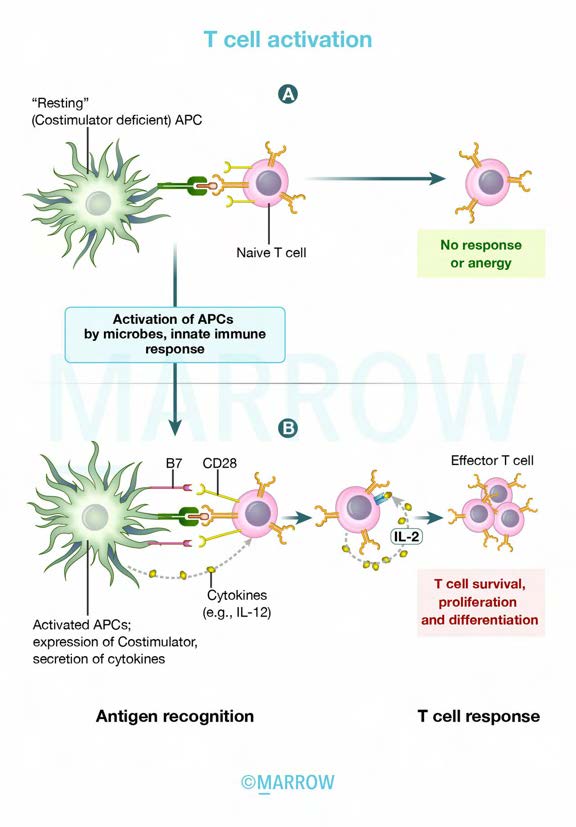 T cell activation
A
“Resting”
(Costimulator deficient) APC
Naive T cell
No response
or anergy
Activation of APCs
by microbes, innate immune
response
MARROW
B
B7
CD28
Effector T cell
IL-2
Cytokines
(e.g., IL-12)
T cell survival,
proliferation
and differentiation
Activated APCs;
expression of Costimulator,
secretion of cytokines
Antigen recognition
T cell response
©MARROW